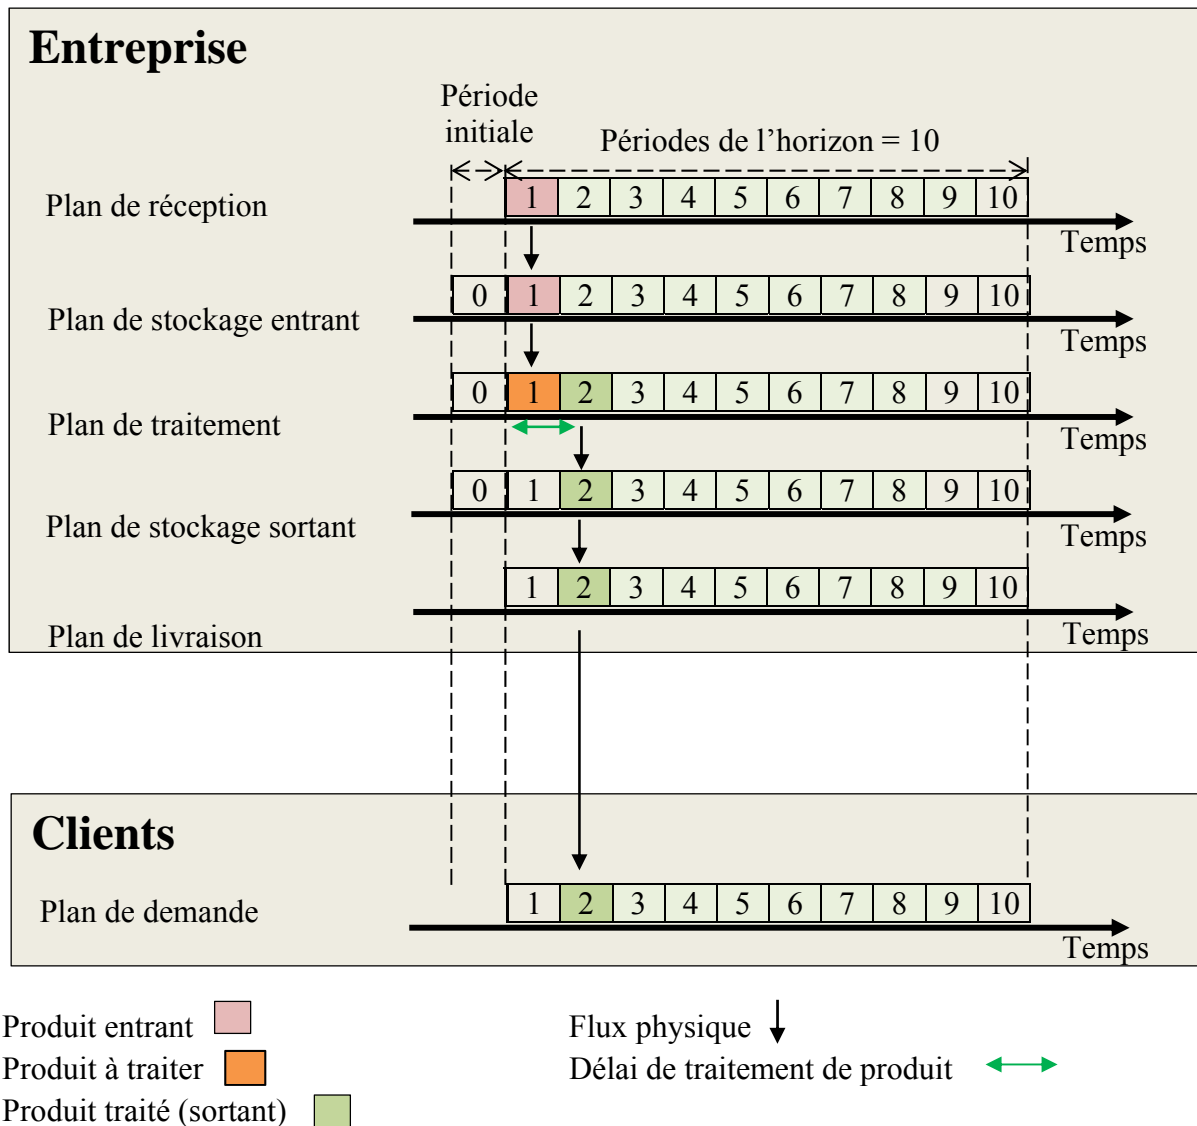 Entreprise
Période
initiale
Périodes de l’horizon = 10
Plan de réception
1 2 3 4 5 6 7 8 9 10
Temps
Plan de stockage entrant
0 1 2 3 4 5 6 7 8 9 10
Temps
Plan de traitement
0 1 2 3 4 5 6 7 8 9 10
Temps
Plan de stockage sortant
0 1 2 3 4 5 6 7 8 9 10
Temps
Plan de livraison
1 2 3 4 5 6 7 8 9 10
Temps
Clients
Plan de demande
1 2 3 4 5 6 7 8 9 10
Temps
Produit entrant
Flux physique
Produit à traiter
Délai de traitement de produit
Produit traité (sortant)